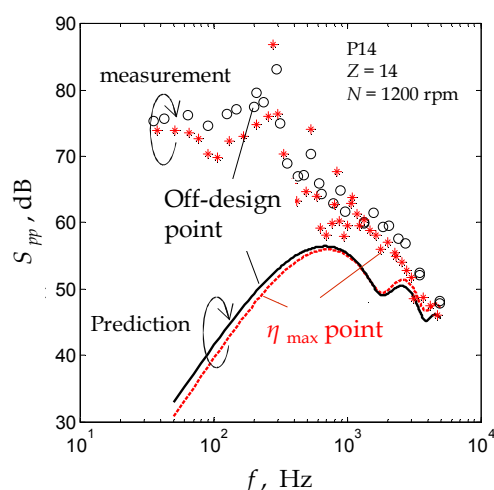 90
80
70
60
50
40
30
S pp , dB
P14
Z = 14
N = 1200 rpm
measurement
Off-design
point
Prediction
η max point
10^1
10^2
10^3
10^4
f, Hz